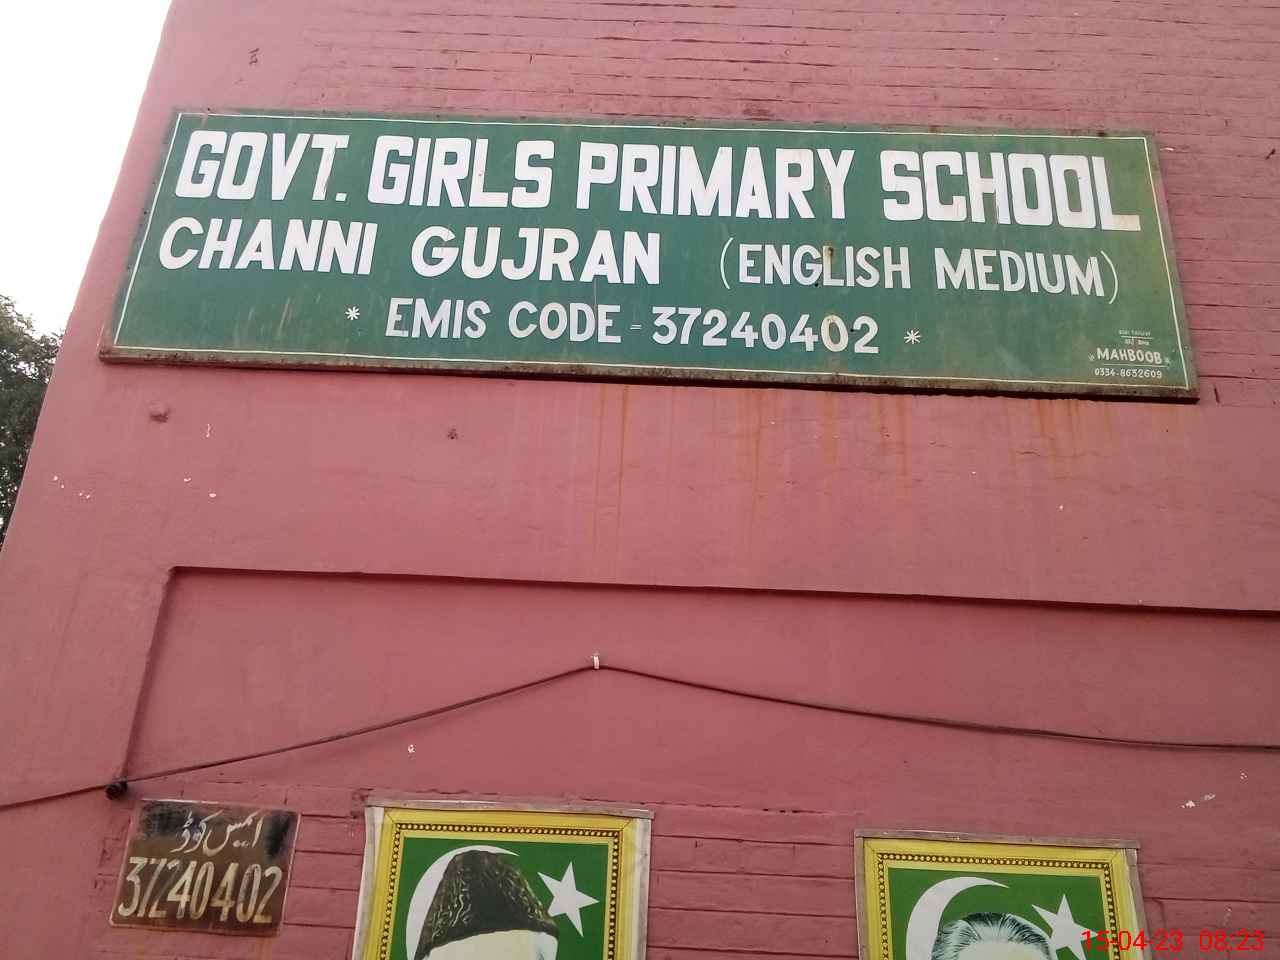 GOVT. GIRLS PRIMARY SCHOOL
CHANNI GUJRAN (ENGLISH MEDIUM)
* EMIS CODE = 37240402 *
MAHBOOB
0334-8632609
ایمیس کوڈ
37240402
15-04-23 08:23